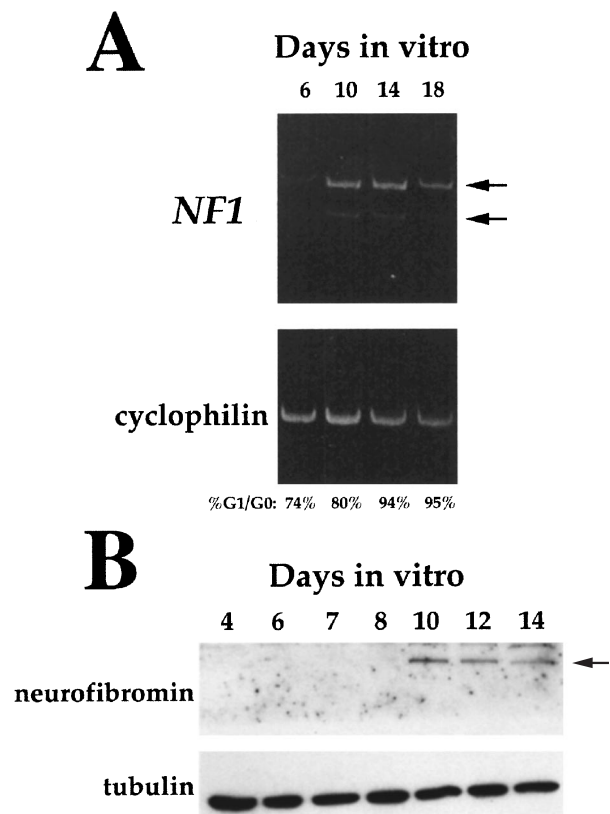 A
Days in vitro
6 10 14 18
NF1
cyclophilin
%G1/G0: 74% 80% 94% 95%
B
Days in vitro
4 6 7 8 10 12 14
neurofibromin
tubulin